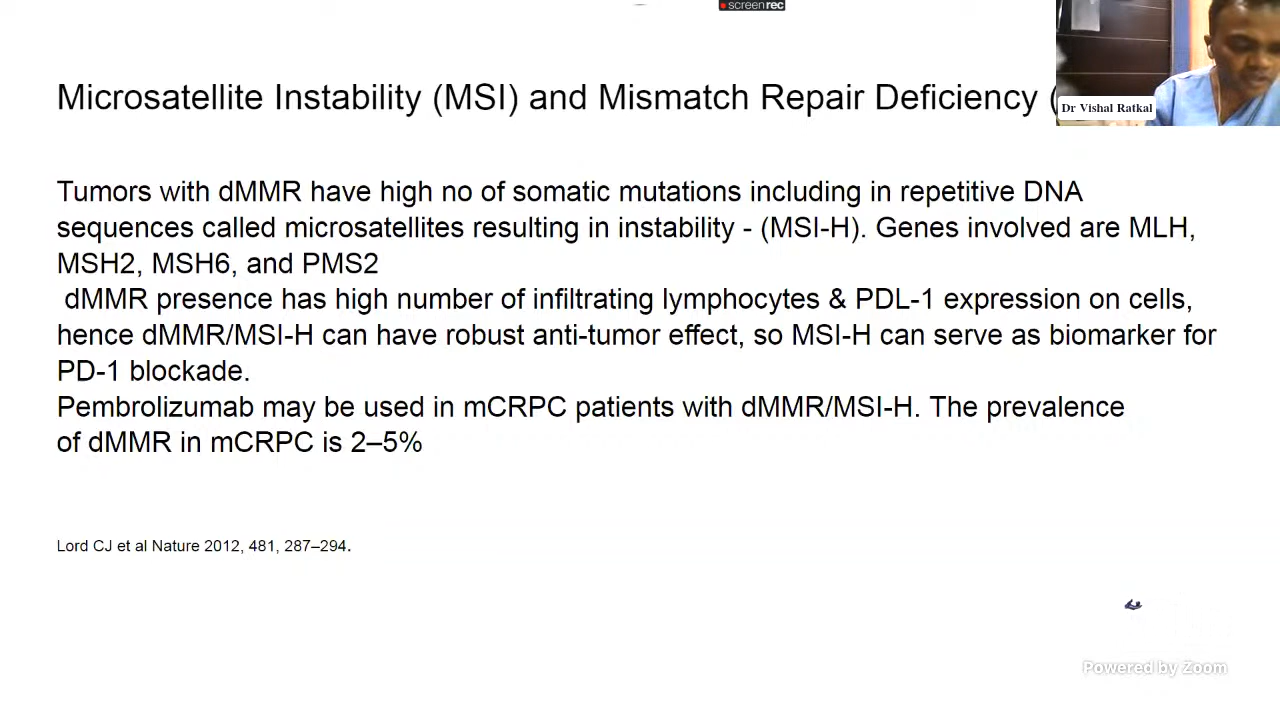 screenrec
Microsatellite Instability (MSI) and Mismatch Repair Deficiency (
Dr Vishal Ratkal
Tumors with dMMR have high no of somatic mutations including in repetitive DNA
sequences called microsatellites resulting in instability - (MSI-H). Genes involved are MLH,
MSH2, MSH6, and PMS2
dMMR presence has high number of infiltrating lymphocytes & PDL-1 expression on cells,
hence dMMR/MSI-H can have robust anti-tumor effect, so MSI-H can serve as biomarker for
PD-1 blockade.
Pembrolizumab may be used in mCRPC patients with dMMR/MSI-H. The prevalence
of dMMR in mCRPC is 2–5%
Lord CJ et al Nature 2012, 481, 287–294.
Powered by Zoom